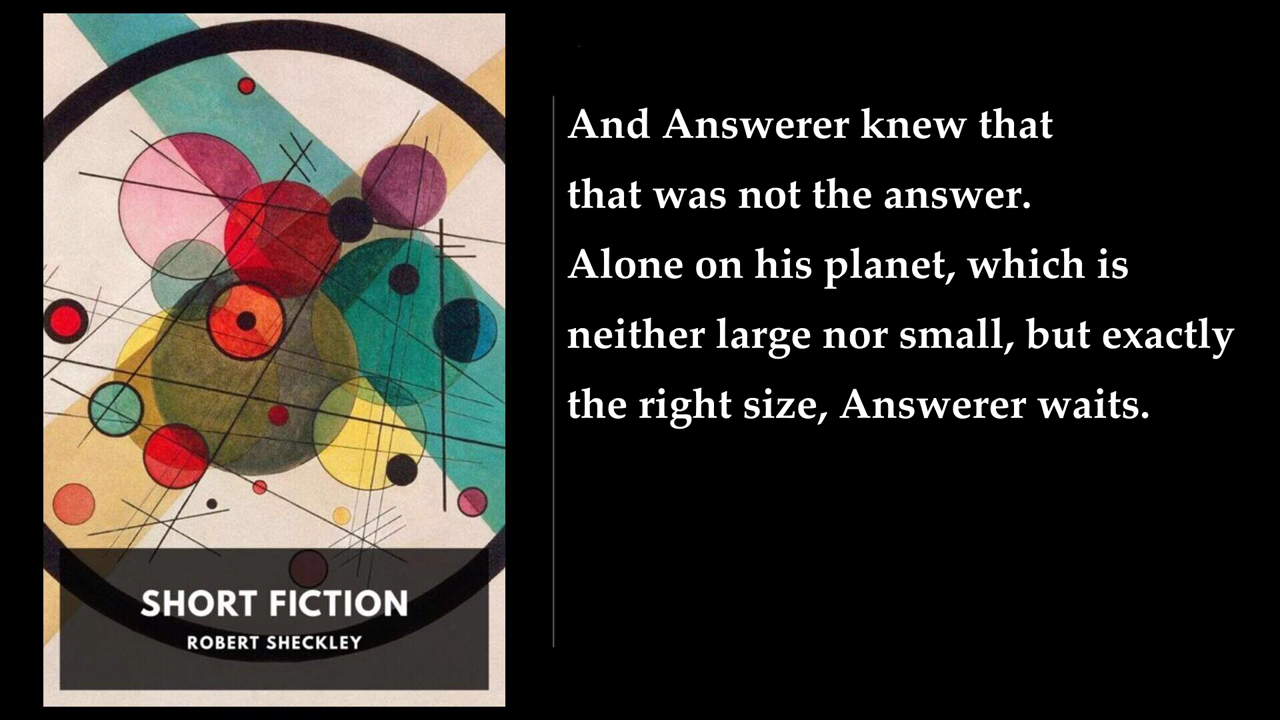 SHORT FICTION
ROBERT SHECKLEY
And Answerer knew that
that was not the answer.
Alone on his planet, which is
neither large nor small, but exactly
the right size, Answerer waits.